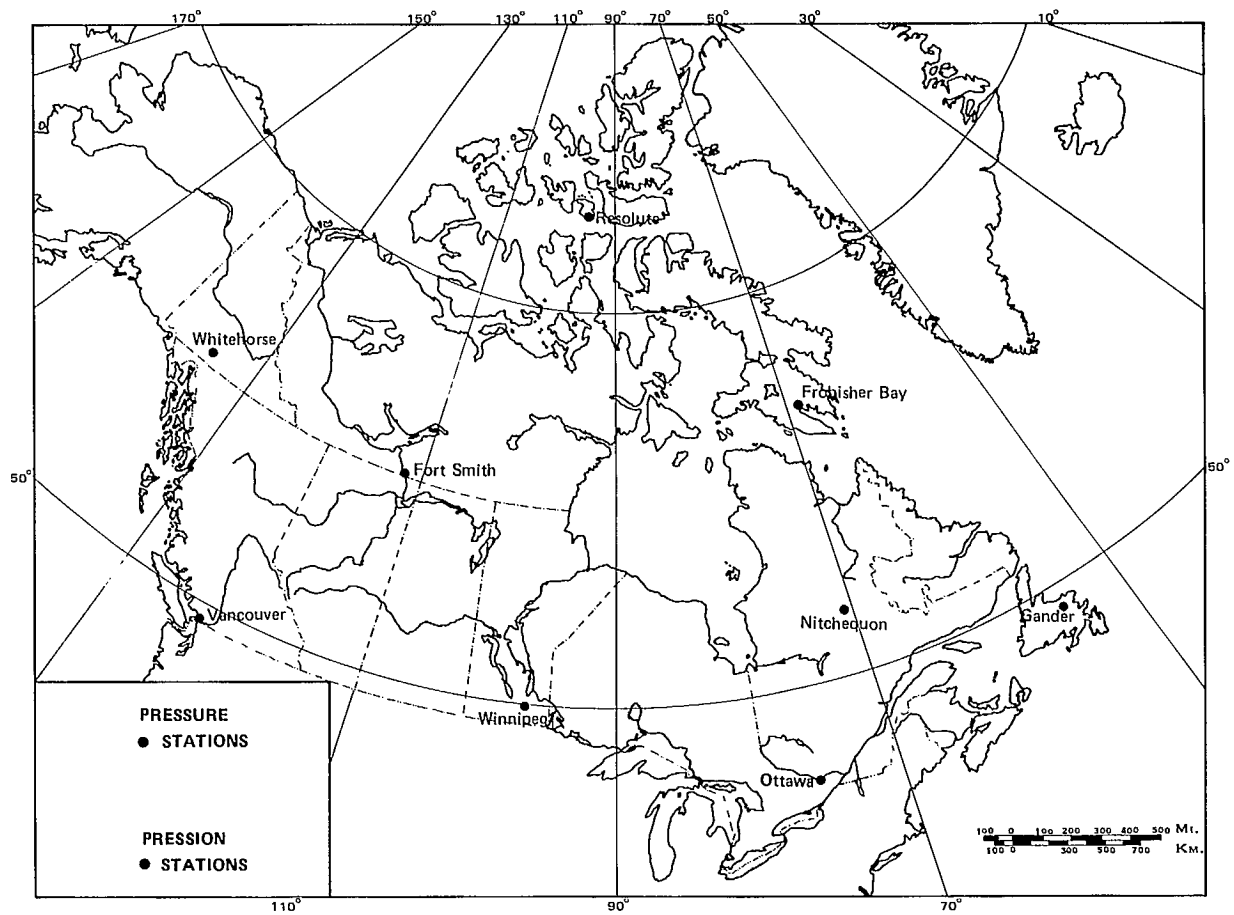 170° 150° 130° 110° 90° 70° 50° 30° 10°
Resolute
Whitehorse
Frobisher Bay
50° Fort Smith 50°
Vancouver
Nitchequon
Gander
Winnipeg
PRESSURE
● STATIONS
Ottawa
PRESSION
● STATIONS
100 0 100 200 300 400 500 MI.
100 0 300 500 700 KM.
110° 90° 70°